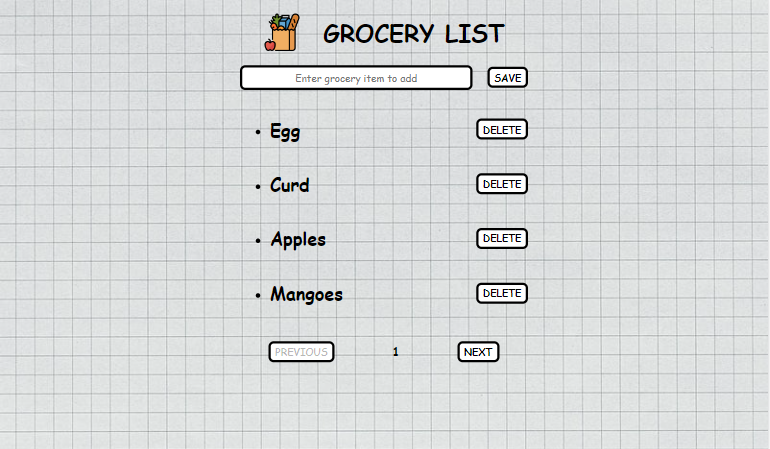 GROCERY LIST
Enter grocery item to add SAVE
Egg DELETE
Curd DELETE
Apples DELETE
Mangoes DELETE
PREVIOUS 1 NEXT